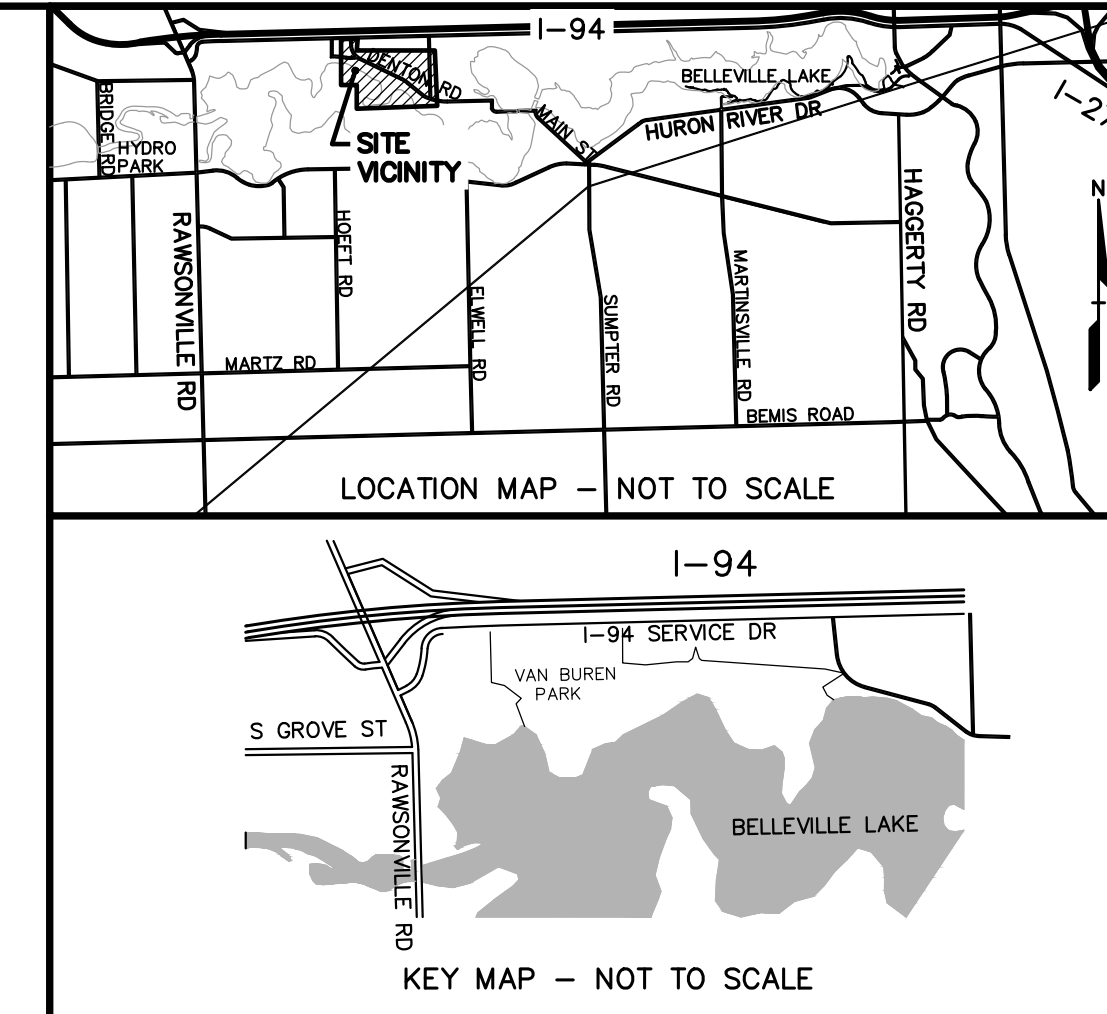 I-94
DENTON RD
BELLEVILLE LAKE
I-27
BRIDGE RD
HYDRO
PARK
MAIN ST
HURON RIVER DR
SITE
VICINITY
N
RAWSONVILLE RD
HOEFT RD
HAGGERTY RD
ELWELL RD
MARTINSVILLE RD
SUMPTER RD
MARTZ RD
BEMIS ROAD
LOCATION MAP - NOT TO SCALE
I-94
I-94 SERVICE DR
VAN BUREN
PARK
S GROVE ST
RAWSONVILLE RD
BELLEVILLE LAKE
KEY MAP - NOT TO SCALE